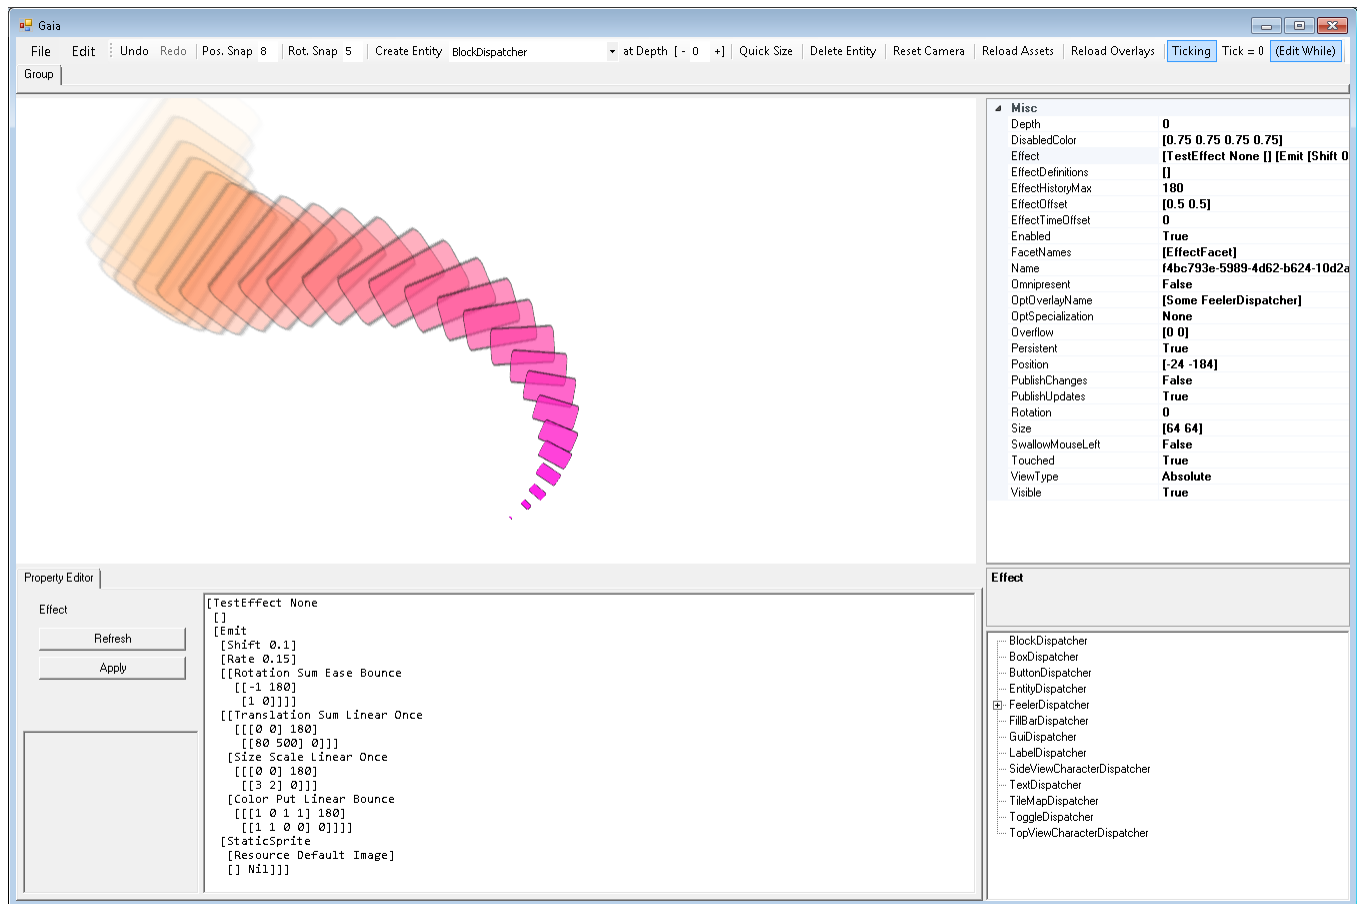 Gaia
File Edit Undo Redo Pos. Snap 8 Rot. Snap 5 Create Entity BlockDispatcher at Depth [ - 0 +] Quick Size Delete Entity Reset Camera Reload Assets Reload Overlays Ticking Tick = 0 (Edit While)
Group
Misc
Depth 0
DisabledColor [0.75 0.75 0.75 0.75]
Effect [TestEffect None [] [Emit [Shift 0
EffectDefinitions []
EffectHistoryMax 180
EffectOffset [0.5 0.5]
EffectTimeOffset 0
Enabled True
FacetNames [EffectFacet]
Name f4bc793e-5989-4d62-b624-10d2a
Omnipresent False
OptOverlayName [Some FeelerDispatcher]
OptSpecialization None
Overflow [0 0]
Persistent True
Position [-24 -184]
PublishChanges False
PublishUpdates True
Rotation 0
Size [64 64]
SwallowMouseLeft False
Touched True
ViewType Absolute
Visible True
Property Editor
Effect
Refresh
Apply
[TestEffect None
[]
[Emit
[Shift 0.1]
[Rate 0.15]
[[Rotation Sum Ease Bounce
[[-1 180]
[1 0]]]]
[[Translation Sum Linear Once
[[[0 0] 180]
[[80 500] 0]]]
[Size Scale Linear Once
[[[0 0] 180]
[[3 2] 0]]]
[Color Put Linear Bounce
[[[1 0 1 1] 180]
[[1 1 0 0] 0]]]]
[StaticSprite
[Resource Default Image]
[] Nil]]]
Effect
BlockDispatcher
BoxDispatcher
ButtonDispatcher
EntityDispatcher
FeelerDispatcher
FillBarDispatcher
GuiDispatcher
LabelDispatcher
SideViewCharacterDispatcher
TextDispatcher
TileMapDispatcher
ToggleDispatcher
TopViewCharacterDispatcher